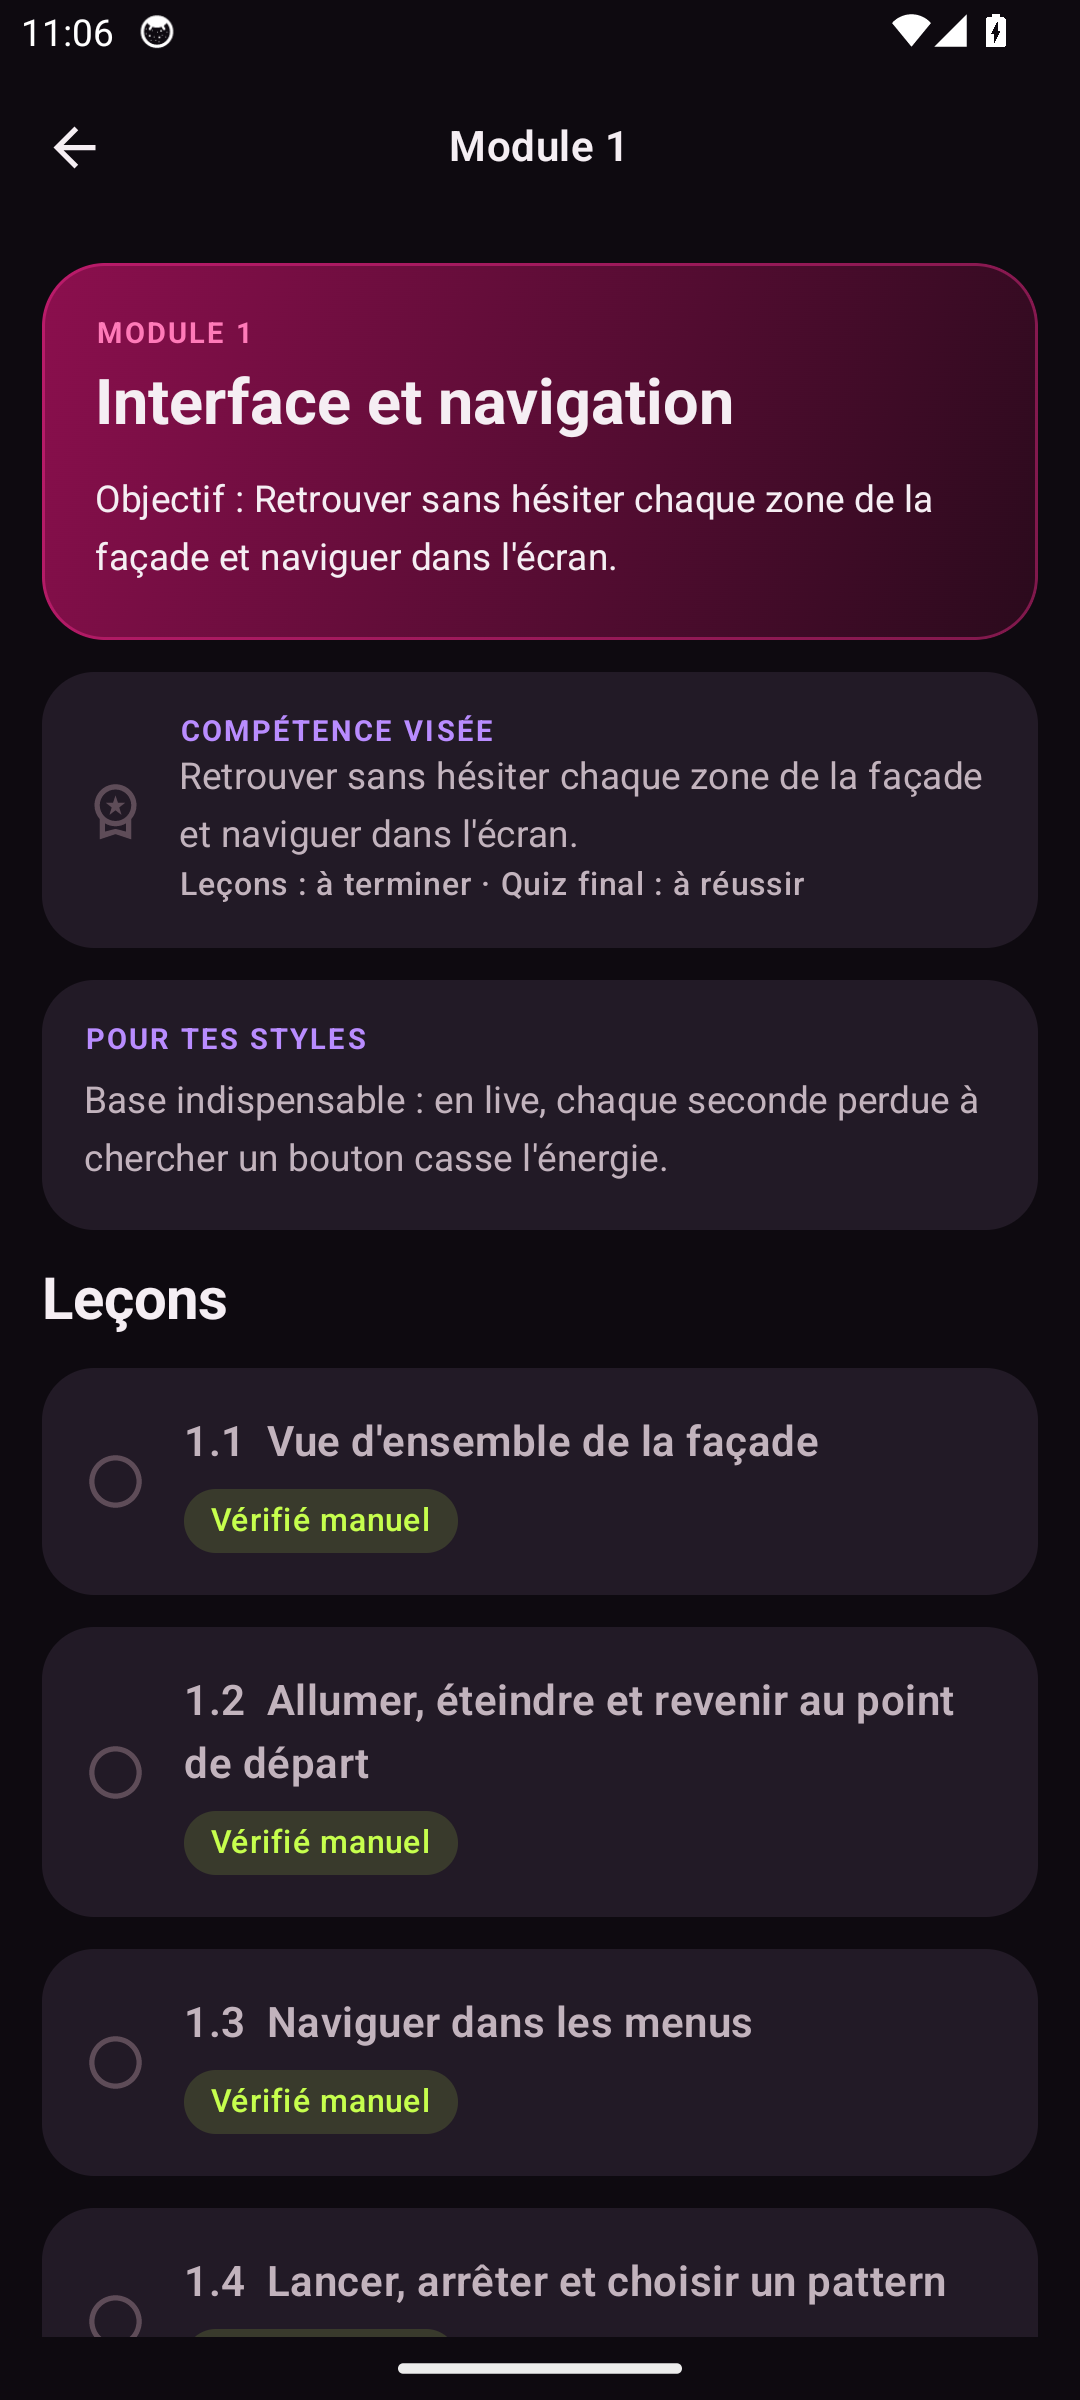 11:06
Module 1
MODULE 1
Interface et navigation
Objectif : Retrouver sans hésiter chaque zone de la
façade et naviguer dans l'écran.
COMPÉTENCE VISÉE
Retrouver sans hésiter chaque zone de la façade
et naviguer dans l'écran.
Leçons : à terminer · Quiz final : à réussir
POUR TES STYLES
Base indispensable : en live, chaque seconde perdue à
chercher un bouton casse l'énergie.
Leçons
1.1 Vue d'ensemble de la façade
Vérifié manuel
1.2 Allumer, éteindre et revenir au point
de départ
Vérifié manuel
1.3 Naviguer dans les menus
Vérifié manuel
1.4 Lancer, arrêter et choisir un pattern